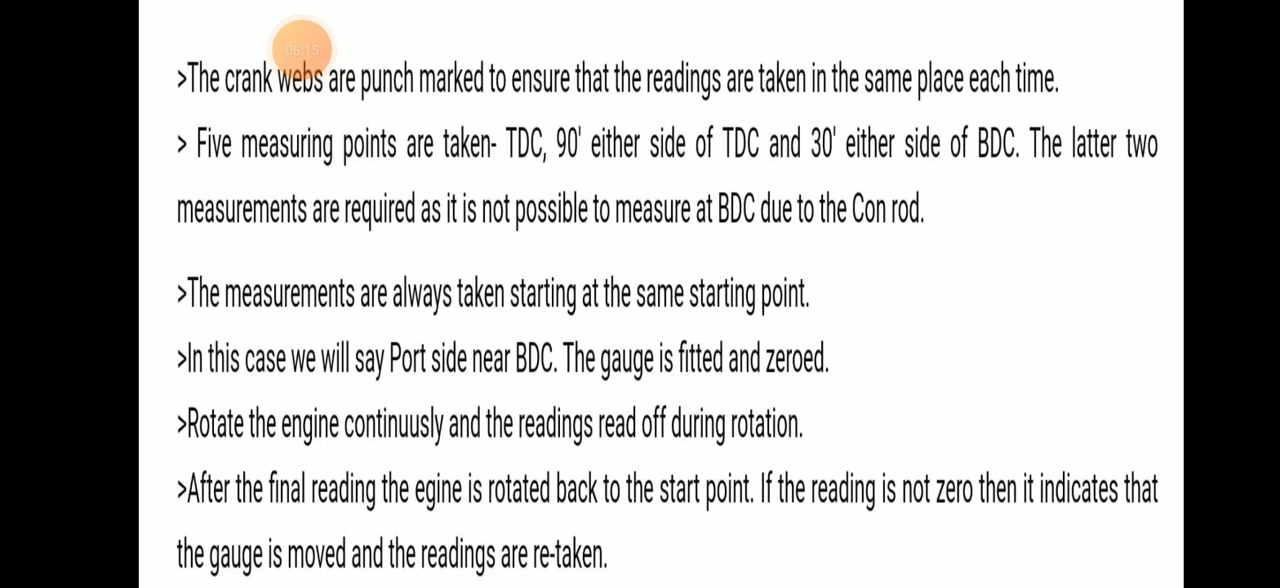 08:15
>The crank webs are punch marked to ensure that the readings are taken in the same place each time.
> Five measuring points are taken- TDC, 90' either side of TDC and 30' either side of BDC. The latter two
measurements are required as it is not possible to measure at BDC due to the Con rod.
>The measurements are always taken starting at the same starting point.
>In this case we will say Port side near BDC. The gauge is fitted and zeroed.
>Rotate the engine continuusly and the readings read off during rotation.
>After the final reading the egine is rotated back to the start point. If the reading is not zero then it indicates that
the gauge is moved and the readings are re-taken.